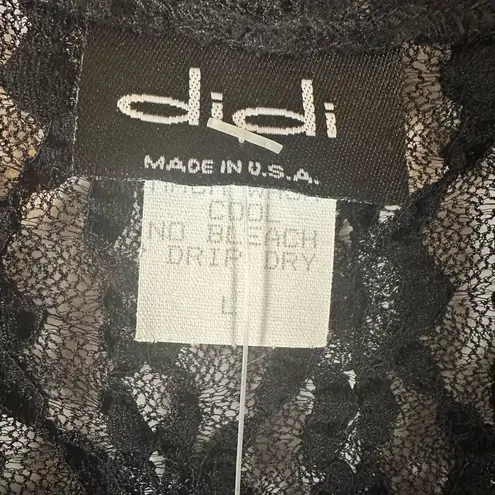 didi
MADE IN U.S.A.
COOL
NO BLEACH
DRIP DRY
L